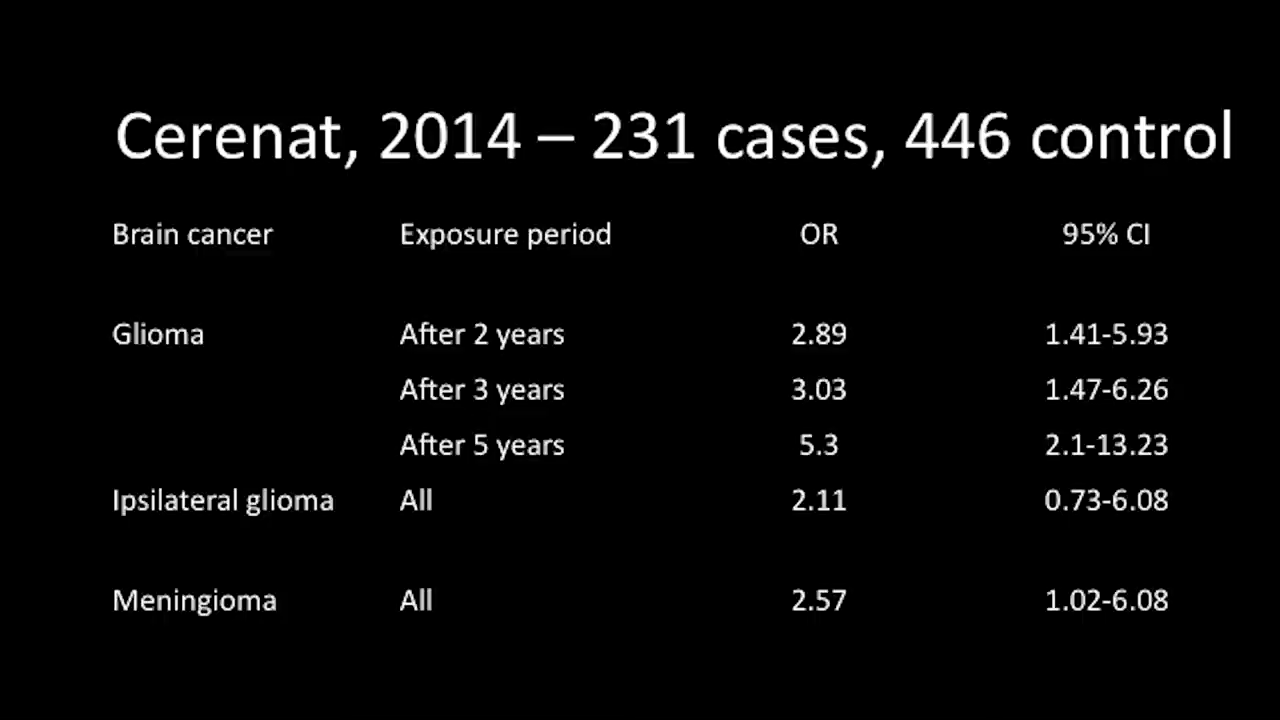 Cerenat, 2014 – 231 cases, 446 control
Brain cancer Exposure period OR 95% CI
Glioma After 2 years 2.89 1.41-5.93
After 3 years 3.03 1.47-6.26
After 5 years 5.3 2.1-13.23
Ipsilateral glioma All 2.11 0.73-6.08
Meningioma All 2.57 1.02-6.08